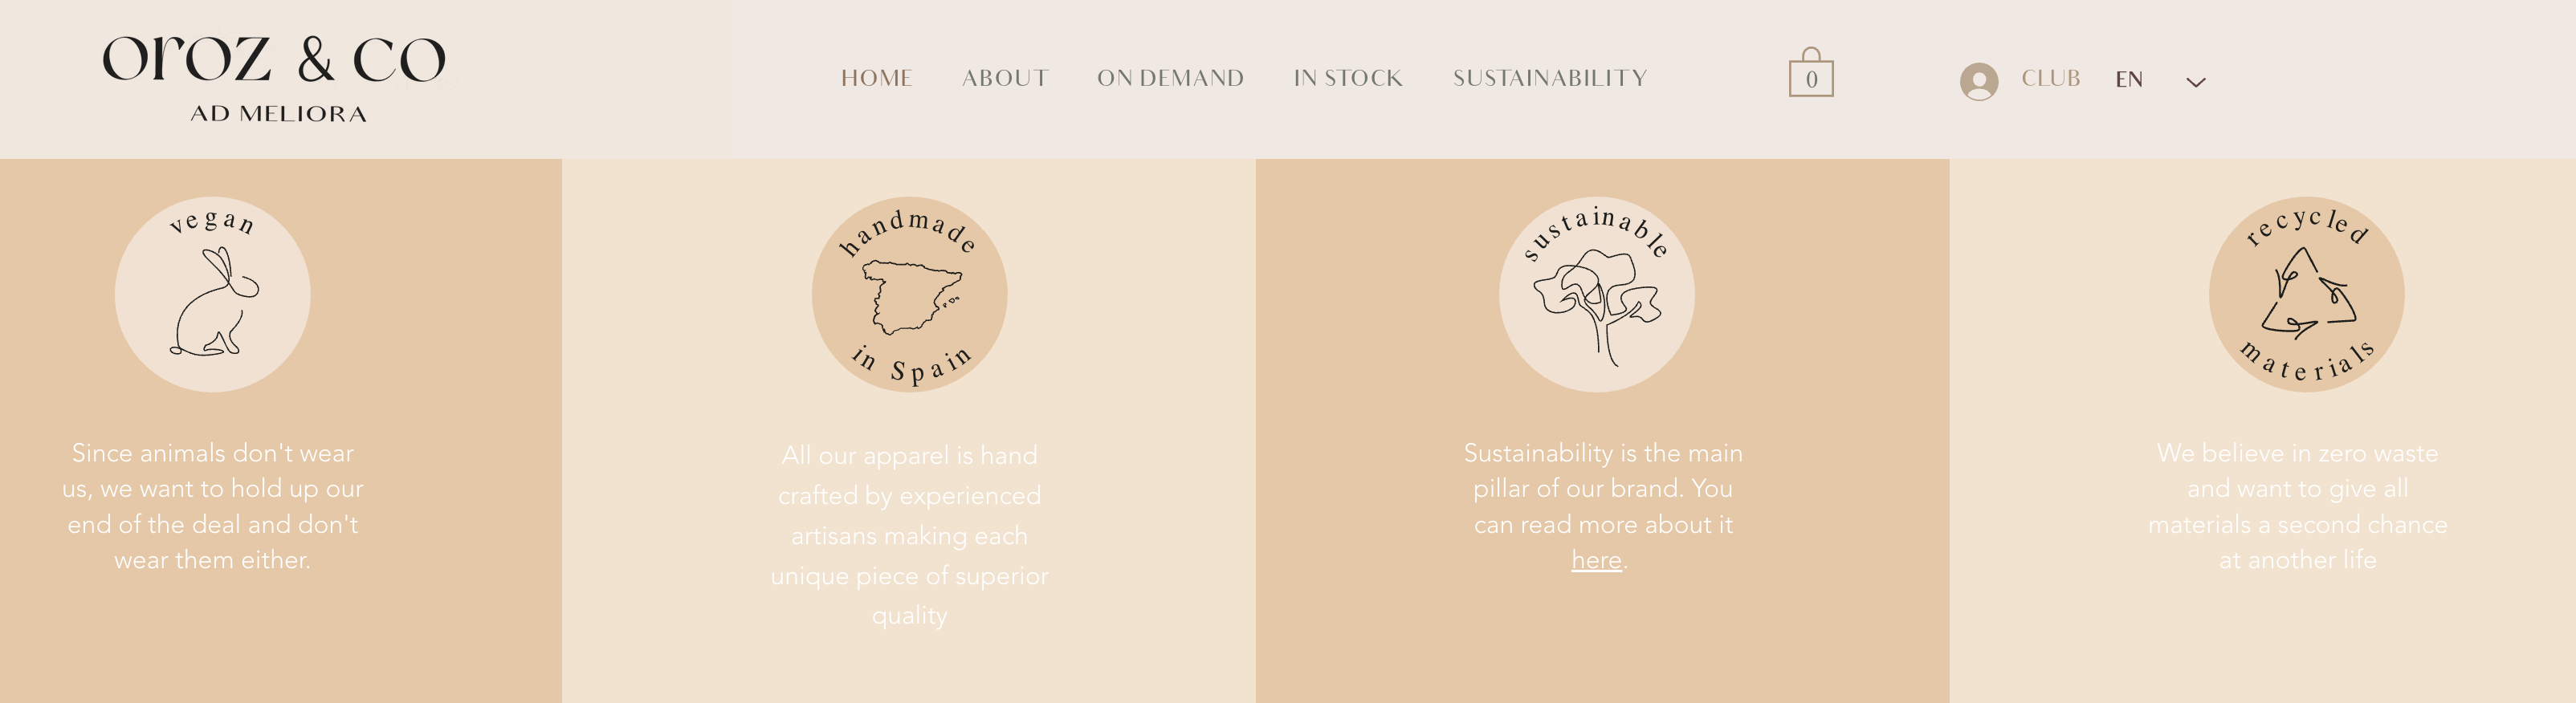 oroz & co
AD MELIORA
HOME ABOUT ON DEMAND IN STOCK SUSTAINABILITY 0 CLUB EN
vegan
Since animals don't wear
us, we want to hold up our
end of the deal and don't
wear them either.
handmade
in Spain
All our apparel is hand
crafted by experienced
artisans making each
unique piece of superior
quality
sustainable
Sustainability is the main
pillar of our brand. You
can read more about it
here.
recycled
materials
We believe in zero waste
and want to give all
materials a second chance
at another life